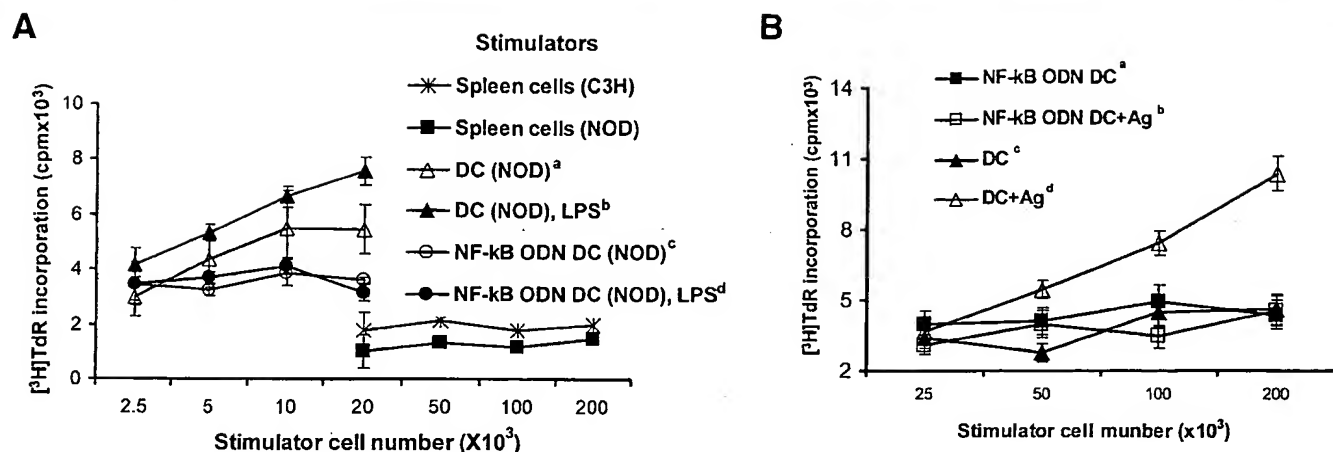 A
Stimulators
Spleen cells (C3H)
Spleen cells (NOD)
DC (NOD)ᵃ
DC (NOD), LPSᵇ
NF-kB ODN DC (NOD)ᶜ
NF-kB ODN DC (NOD), LPSᵈ
[³H]TdR incorporation (cpmx10³)
10
8
6
4
2
0
2.5 5 10 20 50 100 200
Stimulator cell number (X10³)
B
NF-kB ODN DCᵃ
NF-kB ODN DC+Agᵇ
DCᶜ
DC+Agᵈ
[³H]TdR incorporation (cpmx10³)
14
11
8
5
2
25 50 100 200
Stimulator cell munber (x10³)